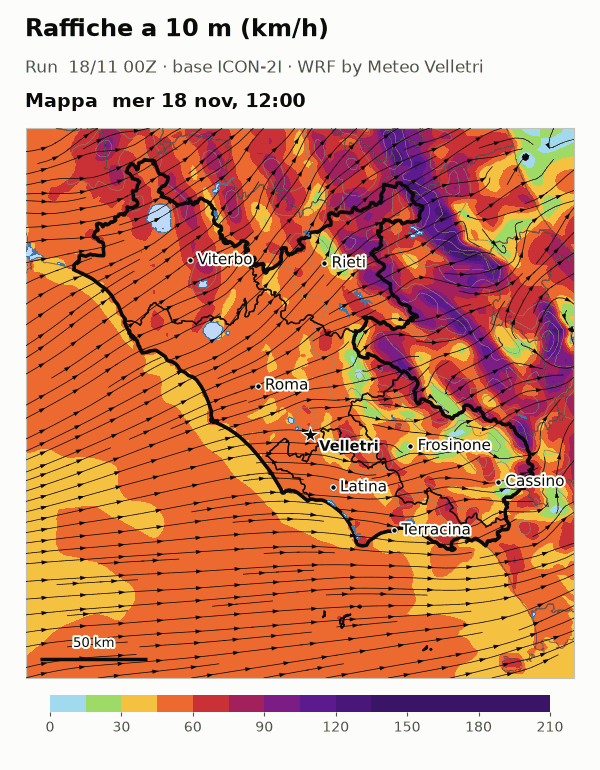 Raffiche a 10 m (km/h)
Run 18/11 00Z · base ICON-2I · WRF by Meteo Velletri
Mappa mer 18 nov, 12:00
Viterbo
Rieti
Roma
Velletri
Frosinone
Latina
Cassino
Terracina
50 km
0 30 60 90 120 150 180 210